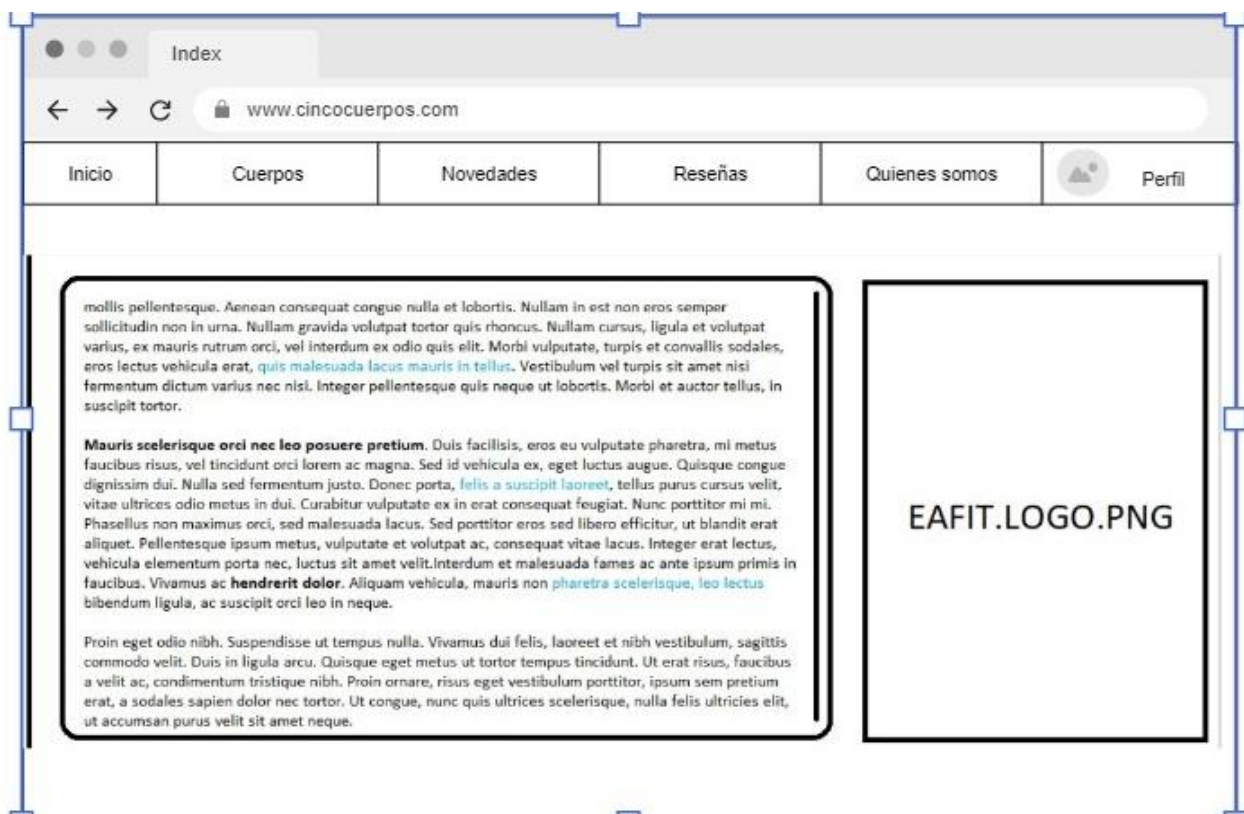 Index
www.cincocuerpos.com
Inicio
Cuerpos
Novedades
Reseñas
Quienes somos
Perfil
mollis pellentesque. Aenean consequat congue nulla et lobortis. Nullam in est non eros semper
sollicitudin non in urna. Nullam gravida volutpat tortor quis rhoncus. Nullam cursus, ligula et volutpat
varius, ex mauris rutrum orci, vel interdum ex odio quis elit. Morbi vulputate, turpis et convallis sodales,
eros lectus vehicula erat, quis malesuada lacus mauris in tellus. Vestibulum vel turpis sit amet nisi
fermentum dictum varius nec nisl. Integer pellentesque quis neque ut lobortis. Morbi et auctor tellus, in
suscipit tortor.
Mauris scelerisque orci nec leo posuere pretium. Duis facilisis, eros eu vulputate pharetra, mi metus
faucibus risus, vel tincidunt orci lorem ac magna. Sed id vehicula ex, eget luctus augue. Quisque congue
dignissim dui. Nulla sed fermentum justo. Donec porta, felis a suscipit laoreet, tellus purus cursus velit,
vitae ultrices odio metus in dui. Curabitur vulputate ex in erat consequat feugiat. Nunc porttitor mi mi.
Phasellus non maximus orci, sed malesuada lacus. Sed porttitor eros sed libero efficitur, ut blandit erat
aliquet. Pellentesque ipsum metus, vulputate et volutpat ac, consequat vitae lacus. Integer erat lectus,
vehicula elementum porta nec, luctus sit amet velit.Interdum et malesuada fames ac ante ipsum primis in
faucibus. Vivamus ac hendrerit dolor. Aliquam vehicula, mauris non pharetra scelerisque, leo lectus
bibendum ligula, ac suscipit orci leo in neque.
Proin eget odio nibh. Suspendisse ut tempus nulla. Vivamus dui felis, laoreet et nibh vestibulum, sagittis
commodo velit. Duis in ligula arcu. Quisque eget metus ut tortor tempus tincidunt. Ut erat risus, faucibus
a velit ac, condimentum tristique nibh. Proin ornare, risus eget vestibulum porttitor, ipsum sem pretium
erat, a sodales sapien dolor nec tortor. Ut congue, nunc quis ultrices scelerisque, nulla felis ultricies elit,
ut accumsan purus velit sit amet neque.
EAFIT.LOGO.PNG